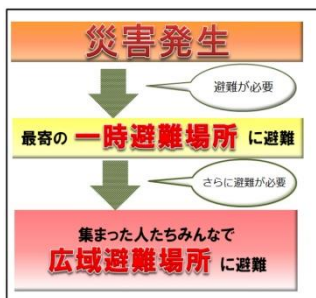 災害発生
避難が必要
最寄の 一時避難場所 に避難
さらに避難が必要
集まった人たちみんなで
広域避難場所 に避難